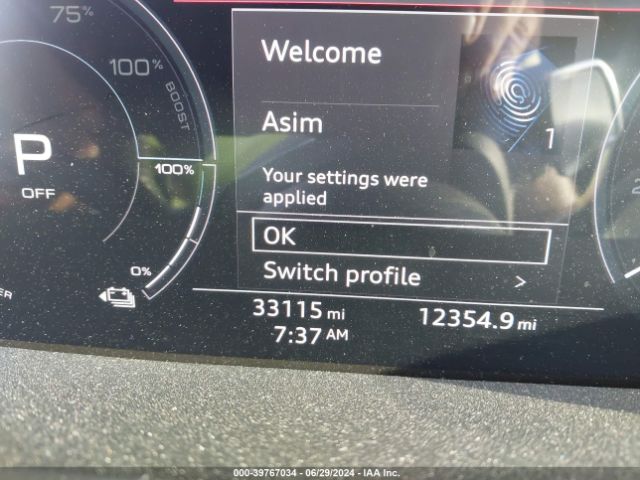 75%
100%
BOOST
P
OFF
100%
0%
Welcome
Asim
1
Your settings were
applied
OK
Switch profile >
33115 mi
12354.9 mi
7:37 AM
000-39767034 - 06/29/2024 - IAA Inc.